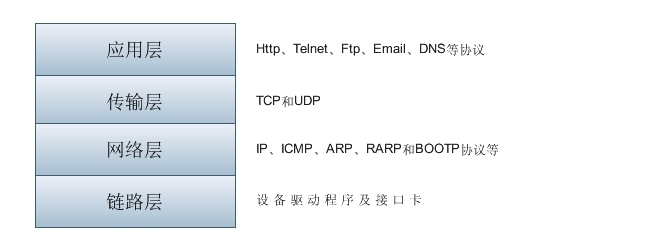 应用层 Http、Telnet、Ftp、Email、DNS等协议
传输层 TCP和UDP
网络层 IP、ICMP、ARP、RARP和BOOTP协议等
链路层 设备驱动程序及接口卡